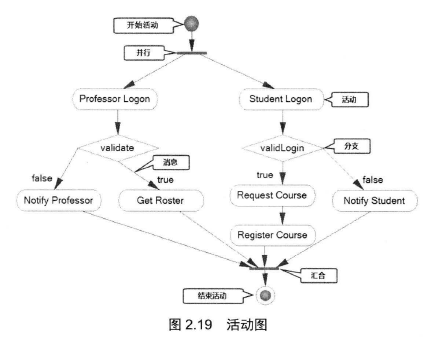 开始活动
并行
Professor Logon
Student Logon
活动
validate
validLogin
分支
消息
false
true
true
false
Notify Professor
Get Roster
Request Course
Notify Student
Register Course
汇合
结束活动
图 2.19 活动图